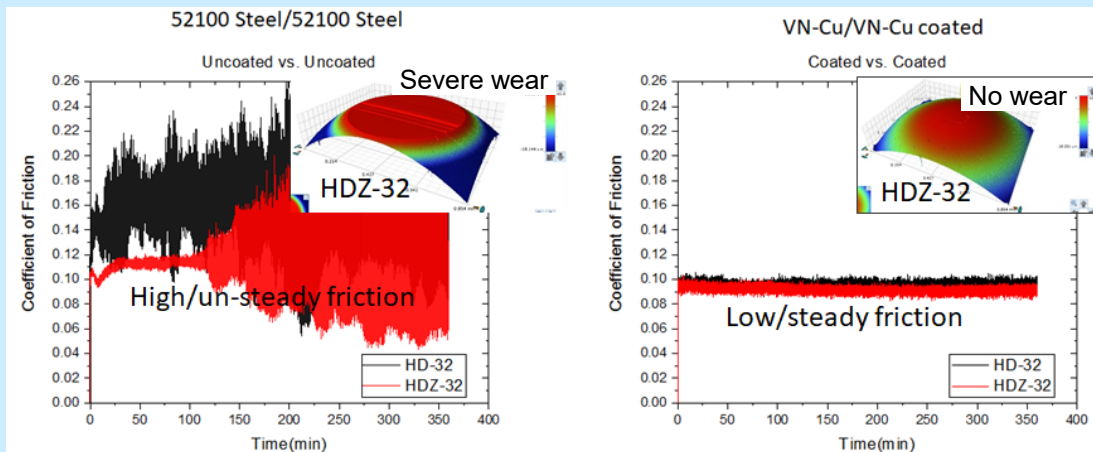 52100 Steel/52100 Steel
Uncoated vs. Uncoated
Severe wear
HDZ-32
High/un-steady friction
Coefficient of Friction
0.26
0.24
0.22
0.20
0.18
0.16
0.14
0.12
0.10
0.08
0.06
0.04
0.02
0.00
HD-32
HDZ-32
0 50 100 150 200 250 300 350 400
Time(min)
VN-Cu/VN-Cu coated
Coated vs. Coated
No wear
HDZ-32
Low/steady friction
Coefficient of Friction
0.26
0.24
0.22
0.20
0.18
0.16
0.14
0.12
0.10
0.08
0.06
0.04
0.02
0.00
HD-32
HDZ-32
0 50 100 150 200 250 300 350 400
Time(min)